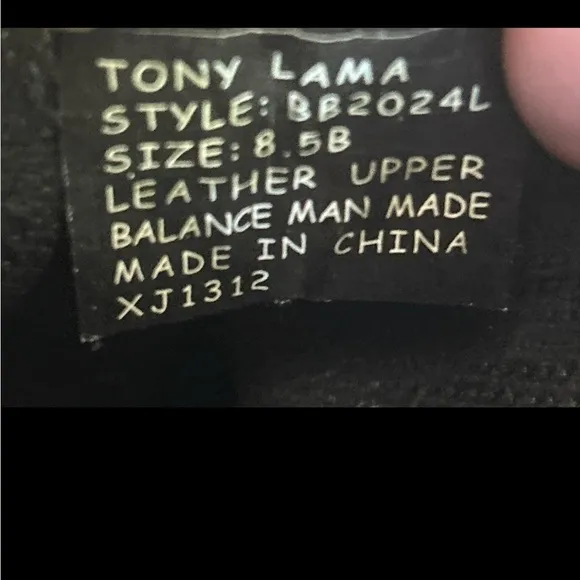 TONY LAMA
STYLE: BB2024L
SIZE: 8.5B
LEATHER UPPER
BALANCE MAN MADE
MADE IN CHINA
XJ1312